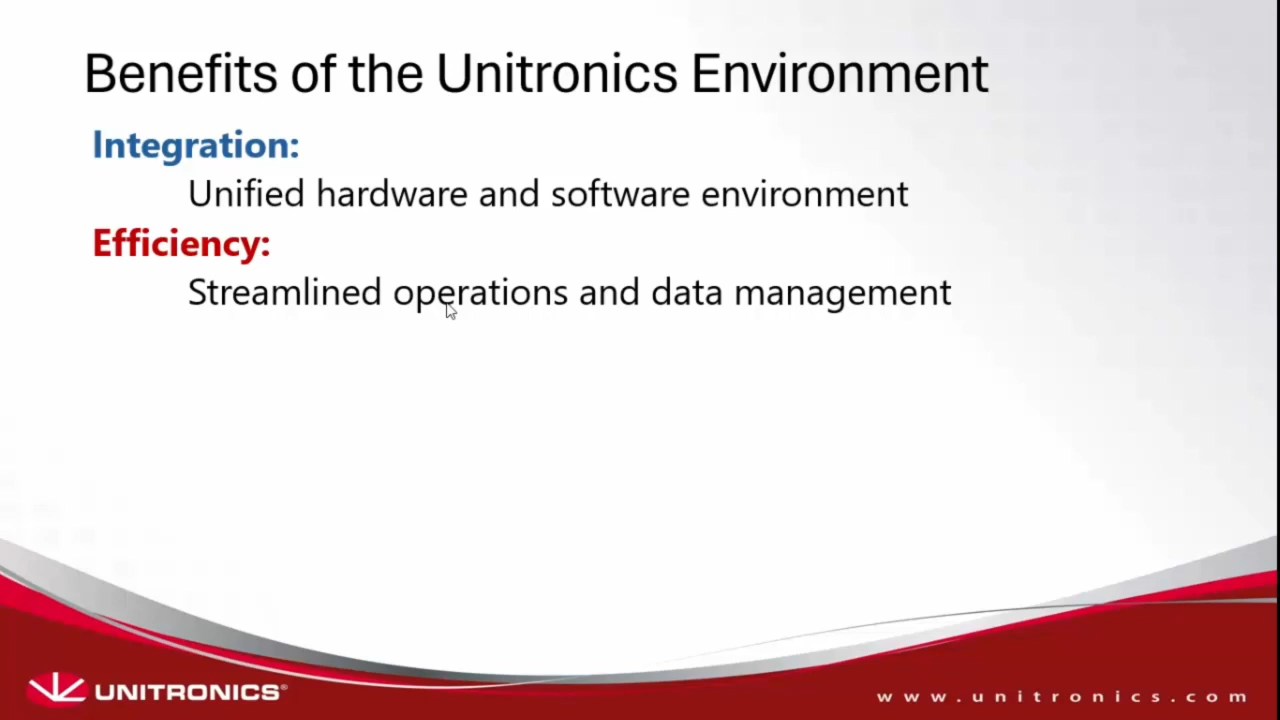 Benefits of the Unitronics Environment
Integration:
Unified hardware and software environment
Efficiency:
Streamlined operations and data management
UNITRONICS®
www.unitronics.com